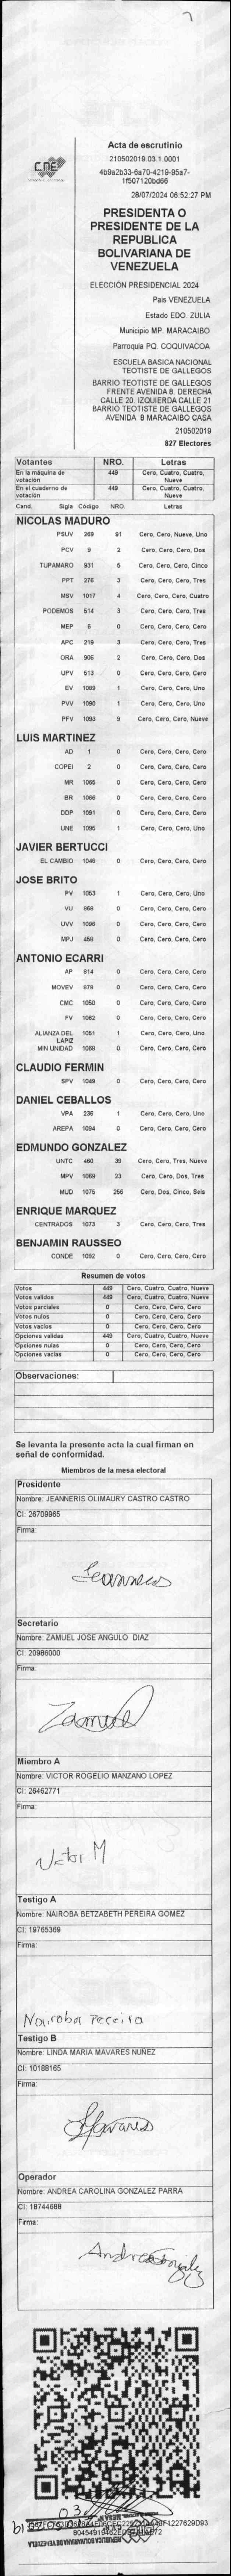 CNE
Acta de escrutinio
210502019.03.1.0001
4b9a2b33-6a70-4219-95a7-
1f507120bd66
28/07/2024 06:52:27 PM
PRESIDENTA O
PRESIDENTE DE LA
REPUBLICA
BOLIVARIANA DE
VENEZUELA
ELECCIÓN PRESIDENCIAL 2024
País VENEZUELA
Estado EDO. ZULIA
Municipio MP. MARACAIBO
Parroquia PQ. COQUIVACOA
ESCUELA BASICA NACIONAL
TEOTISTE DE GALLEGOS
BARRIO TEOTISTE DE GALLEGOS
FRENTE AVENIDA 8. DERECHA
CALLE 20. IZQUIERDA CALLE 21
BARRIO TEOTISTE DE GALLEGOS
AVENIDA 8 MARACAIBO CASA
210502019
827 Electores
Votantes NRO. Letras
En la máquina de votación 449 Cero, Cuatro, Cuatro, Nueve
En el cuaderno de votación 449 Cero, Cuatro, Cuatro, Nueve
Cand. Sigla Código NRO. Letras
NICOLAS MADURO
PSUV 269 91 Cero, Cero, Nueve, Uno
PCV 9 2 Cero, Cero, Cero, Dos
TUPAMARO 931 5 Cero, Cero, Cero, Cinco
PPT 276 3 Cero, Cero, Cero, Tres
MSV 1017 4 Cero, Cero, Cero, Cuatro
PODEMOS 514 3 Cero, Cero, Cero, Tres
MEP 6 0 Cero, Cero, Cero, Cero
APC 219 3 Cero, Cero, Cero, Tres
ORA 906 2 Cero, Cero, Cero, Dos
UPV 613 0 Cero, Cero, Cero, Cero
EV 1099 1 Cero, Cero, Cero, Uno
PVV 1090 1 Cero, Cero, Cero, Uno
PFV 1093 9 Cero, Cero, Cero, Nueve
LUIS MARTINEZ
AD 1 0 Cero, Cero, Cero, Cero
COPEI 2 0 Cero, Cero, Cero, Cero
MR 1065 0 Cero, Cero, Cero, Cero
BR 1066 0 Cero, Cero, Cero, Cero
DDP 1091 0 Cero, Cero, Cero, Cero
UNE 1095 1 Cero, Cero, Cero, Uno
JAVIER BERTUCCI
EL CAMBIO 1046 0 Cero, Cero, Cero, Cero
JOSE BRITO
PV 1053 1 Cero, Cero, Cero, Uno
VU 868 0 Cero, Cero, Cero, Cero
UVV 1096 0 Cero, Cero, Cero, Cero
MPJ 458 0 Cero, Cero, Cero, Cero
ANTONIO ECARRI
AP 814 0 Cero, Cero, Cero, Cero
MOVEV 979 0 Cero, Cero, Cero, Cero
CMC 1050 0 Cero, Cero, Cero, Cero
FV 1062 0 Cero, Cero, Cero, Cero
ALIANZA DEL LAPIZ 1051 1 Cero, Cero, Cero, Uno
MIN UNIDAD 1069 0 Cero, Cero, Cero, Cero
CLAUDIO FERMIN
SPV 1049 0 Cero, Cero, Cero, Cero
DANIEL CEBALLOS
VPA 236 1 Cero, Cero, Cero, Uno
AREPA 1094 0 Cero, Cero, Cero, Cero
EDMUNDO GONZALEZ
UNTC 460 39 Cero, Cero, Tres, Nueve
MPV 1069 23 Cero, Cero, Dos, Tres
MUD 1075 256 Cero, Dos, Cinco, Seis
ENRIQUE MARQUEZ
CENTRADOS 1073 3 Cero, Cero, Cero, Tres
BENJAMIN RAUSSEO
CONDE 1092 0 Cero, Cero, Cero, Cero
Resumen de votos
Votos 449 Cero, Cuatro, Cuatro, Nueve
Votos validos 449 Cero, Cuatro, Cuatro, Nueve
Votos parciales 0 Cero, Cero, Cero, Cero
Votos nulos 0 Cero, Cero, Cero, Cero
Votos vacíos 0 Cero, Cero, Cero, Cero
Opciones validas 449 Cero, Cuatro, Cuatro, Nueve
Opciones nulas 0 Cero, Cero, Cero, Cero
Opciones vacías 0 Cero, Cero, Cero, Cero
Observaciones:
Se levanta la presente acta la cual firman en
señal de conformidad.
Miembros de la mesa electoral
Presidente
Nombre: JEANNERIS OLIMAURY CASTRO CASTRO
CI: 26709965
Firma:
Jeanneris
Secretario
Nombre: ZAMUEL JOSE ANGULO DIAZ
CI: 20986000
Firma:
Zamuel
Miembro A
Nombre: VICTOR ROGELIO MANZANO LOPEZ
CI: 26462771
Firma:
Victor M
Testigo A
Nombre: NAIROBA BETZABETH PEREIRA GOMEZ
CI: 19765369
Firma:
Nairoba Pereira
Testigo B
Nombre: LINDA MARIA MAVARES NUÑEZ
CI: 10188165
Firma:
Mavares
Operador
Nombre: ANDREA CAROLINA GONZALEZ PARRA
CI: 18744688
Firma:
Andrea Gonzalez
03
REPÚBLICA BOLIVARIANA DE VENEZUELA